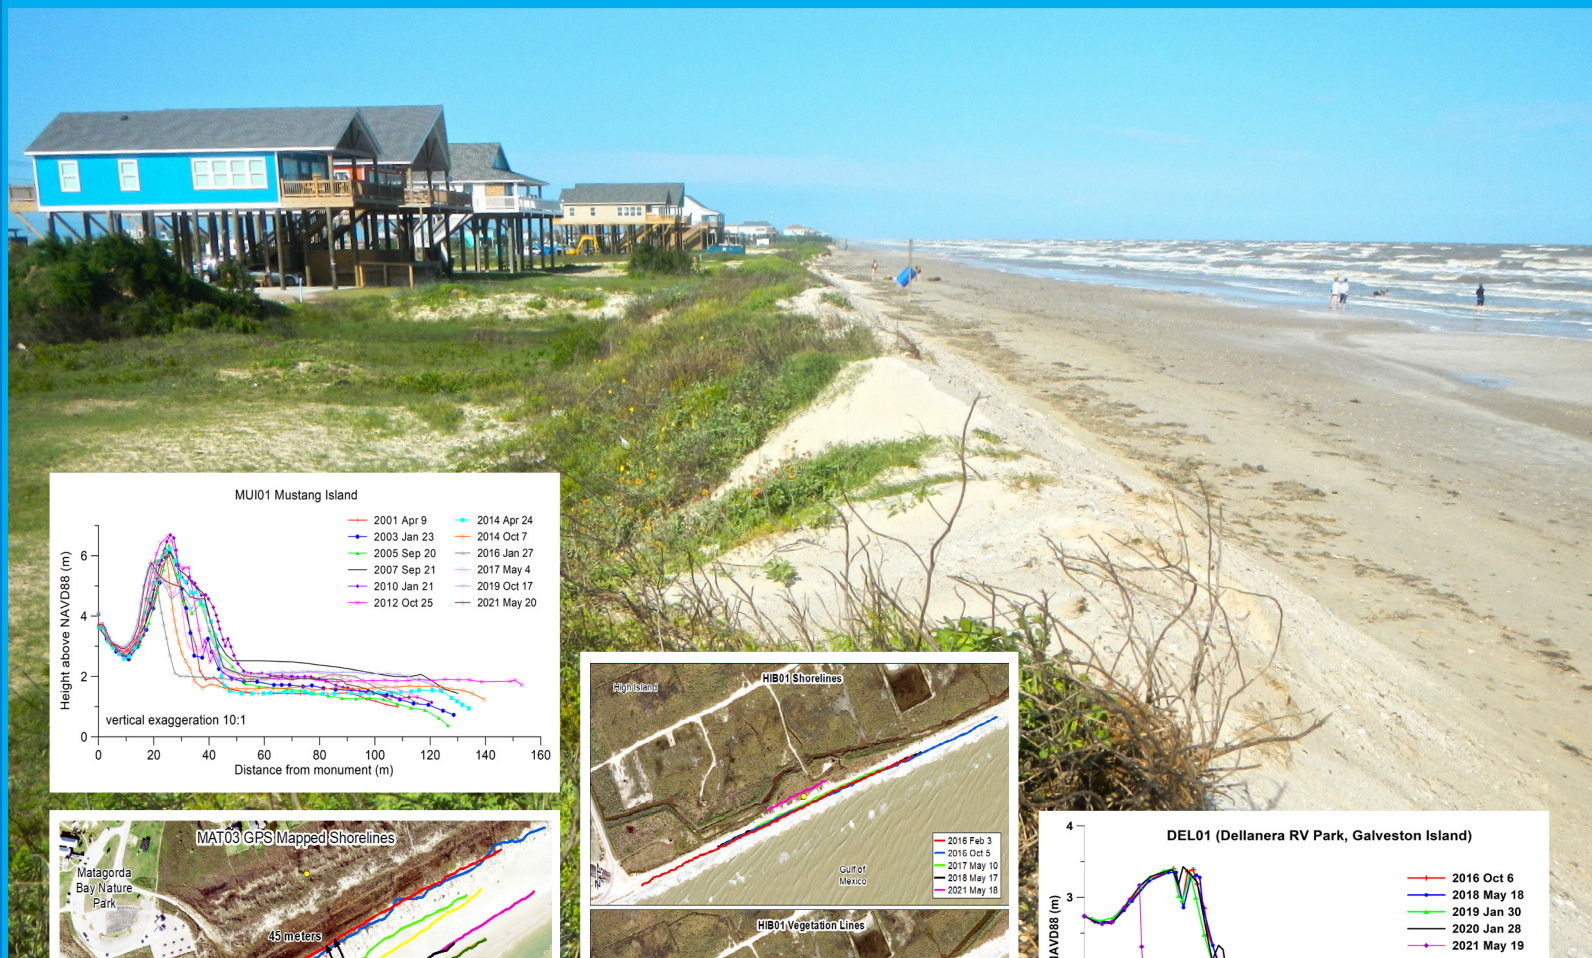 MUI01 Mustang Island
2001 Apr 9
2003 Jan 23
2005 Sep 20
2007 Sep 21
2010 Jan 21
2012 Oct 25
2014 Apr 24
2014 Oct 7
2016 Jan 27
2017 May 4
2019 Oct 17
2021 May 20
Height above NAVD88 (m)
6
4
2
0
vertical exaggeration 10:1
0 20 40 60 80 100 120 140 160
Distance from monument (m)
HIB01 Shorelines
High Island
2016 Feb 3
2016 Oct 5
2017 May 10
2018 May 17
2021 May 18
Gulf of
Mexico
N
HIB01 Vegetation Lines
MAT03 GPS Mapped Shorelines
Matagorda
Bay Nature
Park
45 meters
DEL01 (Dellanera RV Park, Galveston Island)
4
3
2016 Oct 6
2018 May 18
2019 Jan 30
2020 Jan 28
2021 May 19
NAVD88 (m)